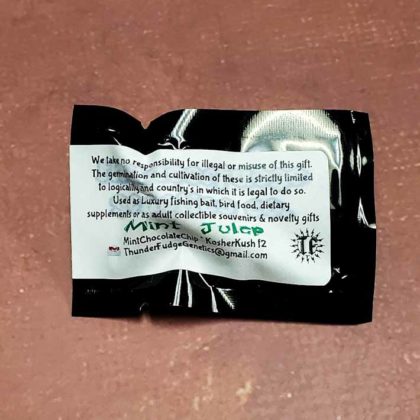 We take no responsibility for illegal or misuse of this gift.
The germination and cultivation of these is strictly limited
to logically and country's in which it is legal to do so.
Used as Luxury fishing bait, bird food, dietary
supplements or as adult collectible souvenirs & novelty gifts
Mint Julep
MintChocolateChip * KosherKush f2
ThunderFudgeGenetics@gmail.com
TF